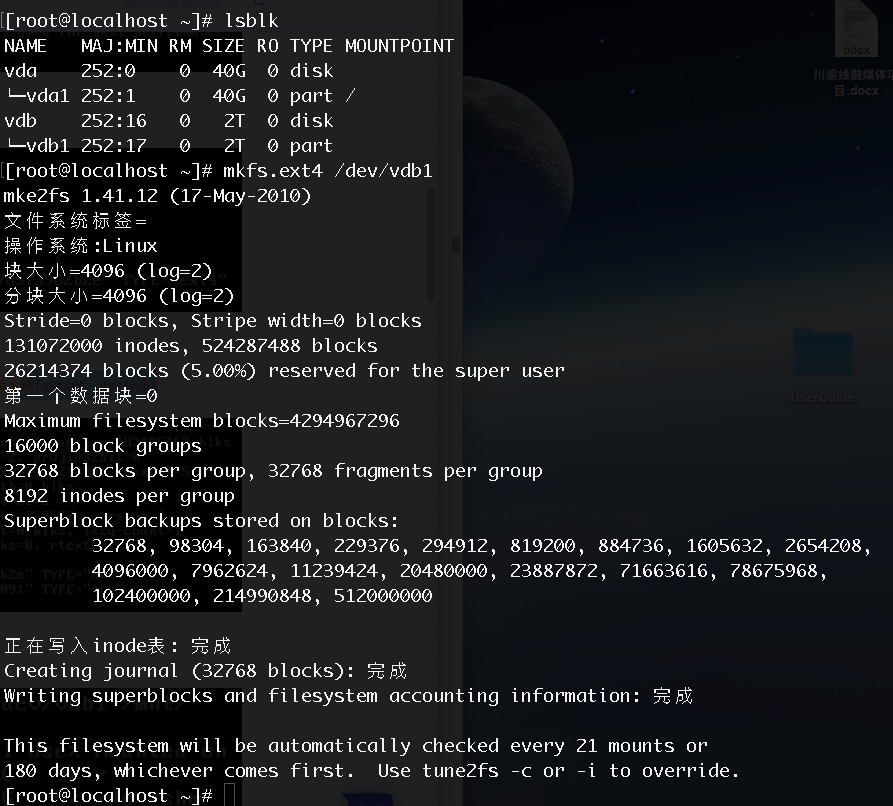 [root@localhost ~]# lsblk
NAME   MAJ:MIN RM SIZE RO TYPE MOUNTPOINT
vda    252:0    0  40G  0 disk
└─vda1 252:1    0  40G  0 part /
vdb    252:16   0   2T  0 disk
└─vdb1 252:17   0   2T  0 part
[root@localhost ~]# mkfs.ext4 /dev/vdb1
mke2fs 1.41.12 (17-May-2010)
文件系统标签=
操作系统:Linux
块大小=4096 (log=2)
分块大小=4096 (log=2)
Stride=0 blocks, Stripe width=0 blocks
131072000 inodes, 524287488 blocks
26214374 blocks (5.00%) reserved for the super user
第一个数据块=0
Maximum filesystem blocks=4294967296
16000 block groups
32768 blocks per group, 32768 fragments per group
8192 inodes per group
Superblock backups stored on blocks:
32768, 98304, 163840, 229376, 294912, 819200, 884736, 1605632, 2654208,
4096000, 7962624, 11239424, 20480000, 23887872, 71663616, 78675968,
102400000, 214990848, 512000000
正在写入inode表: 完成
Creating journal (32768 blocks): 完成
Writing superblocks and filesystem accounting information: 完成
This filesystem will be automatically checked every 21 mounts or
180 days, whichever comes first.  Use tune2fs -c or -i to override.
[root@localhost ~]#
DOCX
川渝线融媒体项
目.docx
UserGuide